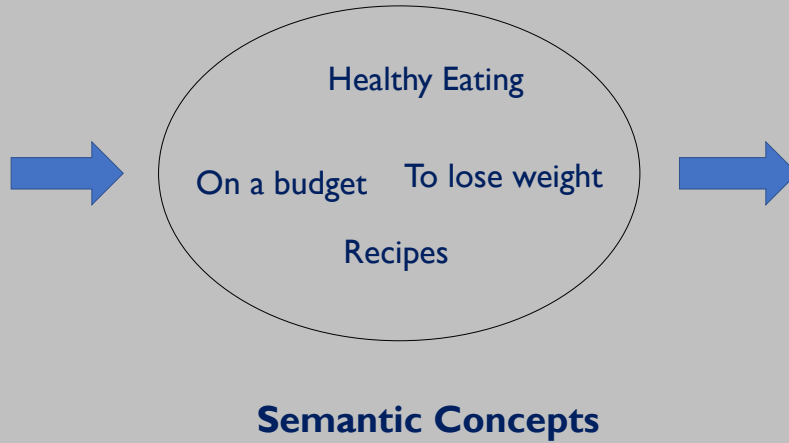 Healthy Eating
On a budget
To lose weight
Recipes
Semantic Concepts